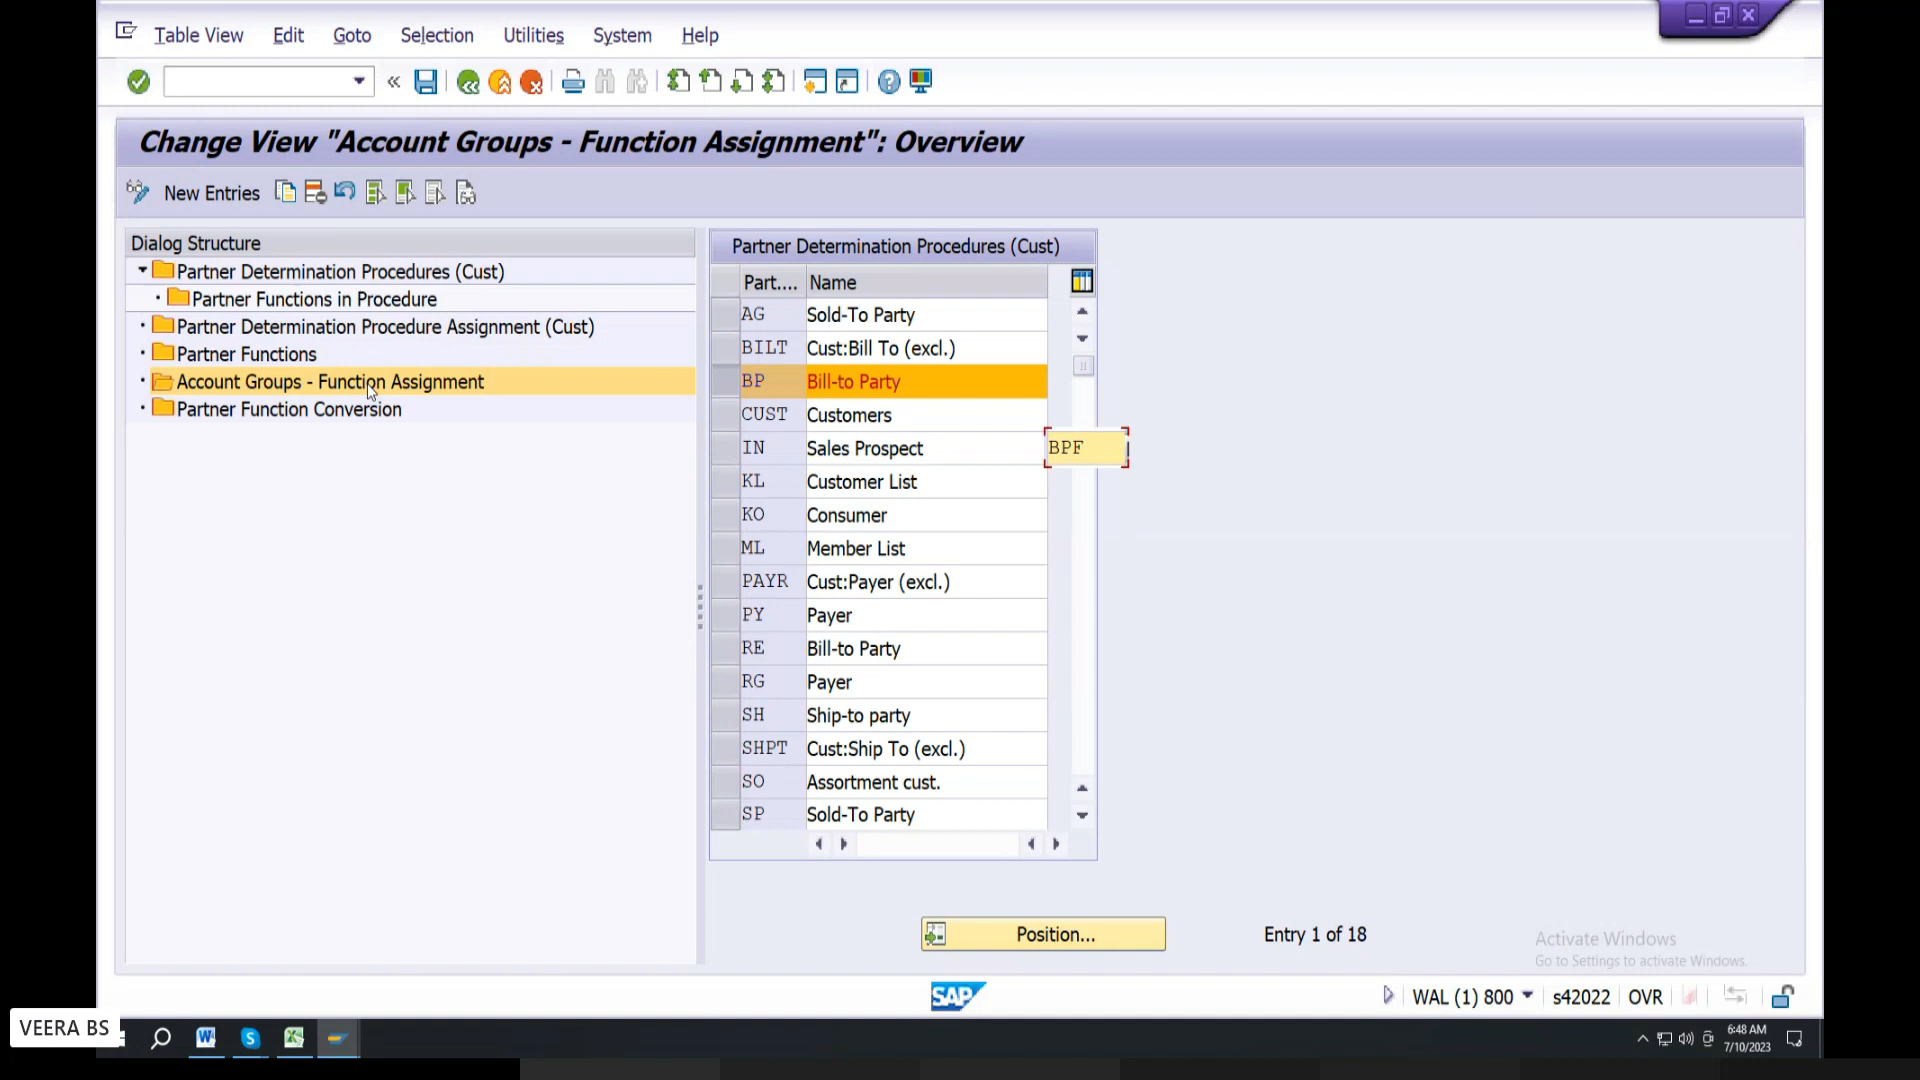 Table View Edit Goto Selection Utilities System Help
Change View "Account Groups - Function Assignment": Overview
New Entries
Dialog Structure
Partner Determination Procedures (Cust)
Partner Functions in Procedure
Partner Determination Procedure Assignment (Cust)
Partner Functions
Account Groups - Function Assignment
Partner Function Conversion
Partner Determination Procedures (Cust)
Part.... Name
AG Sold-To Party
BILT Cust:Bill To (excl.)
BP Bill-to Party
CUST Customers
IN Sales Prospect BPF
KL Customer List
KO Consumer
ML Member List
PAYR Cust:Payer (excl.)
PY Payer
RE Bill-to Party
RG Payer
SH Ship-to party
SHPT Cust:Ship To (excl.)
SO Assortment cust.
SP Sold-To Party
Position... Entry 1 of 18
Activate Windows
Go to Settings to activate Windows.
SAP WAL (1) 800 s42022 OVR
VEERA BS
6:48 AM
7/10/2023